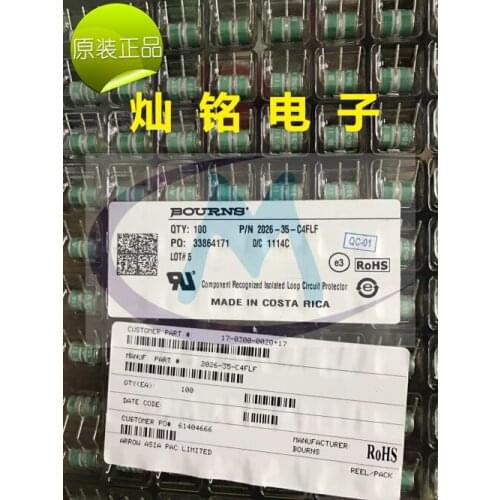 原装正品
灿铭电子
BOURNS®
QTY: 100 P/N 2026-35-C4FLF
PO: 33864171 D/C 1114C
LOT# 5
QC-01
e3 RoHS
Component Recognized Isolated Loop Circuit Protector
MADE IN COSTA RICA
CUSTOMER PART # 17-0300-0020+17
MANUF PART # 2026-35-C4FLF
QTY(EA): 100
DATE CODE:
CUSTOMER PO# 61404666
ARROW ASIA PAC LIMITED
MANUFACTURER
BOURNS
RoHS
REEL/PACK